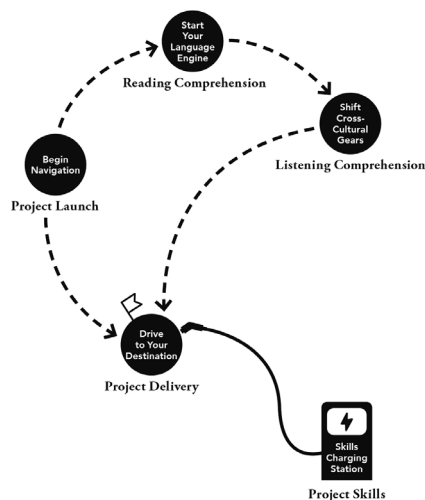 Start
Your
Language
Engine
Reading Comprehension
Shift
Cross-
Cultural
Gears
Listening Comprehension
Begin
Navigation
Project Launch
Drive
to Your
Destination
Project Delivery
Skills
Charging
Station
Project Skills